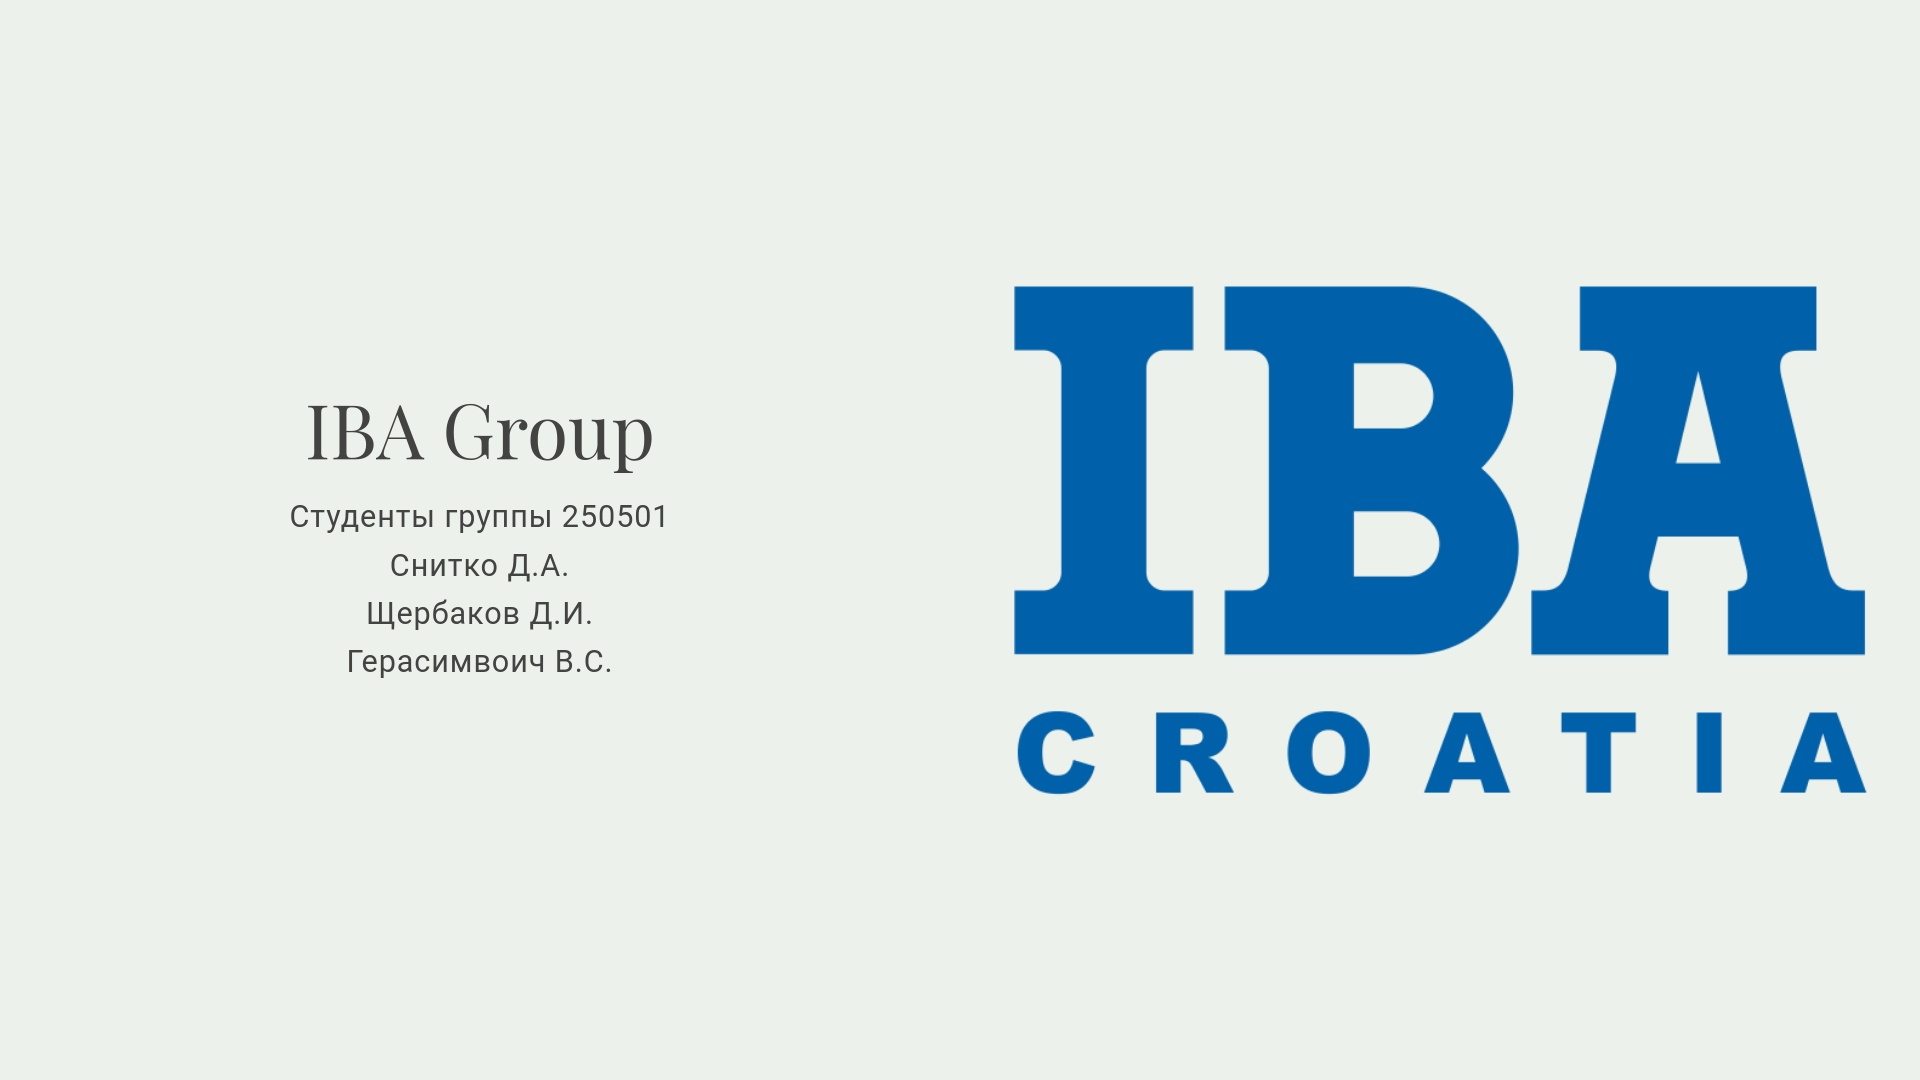 IBA Group
Студенты группы 250501
Снитко Д.А.
Щербаков Д.И.
Герасимвоич В.С.
IBA
CROATIA